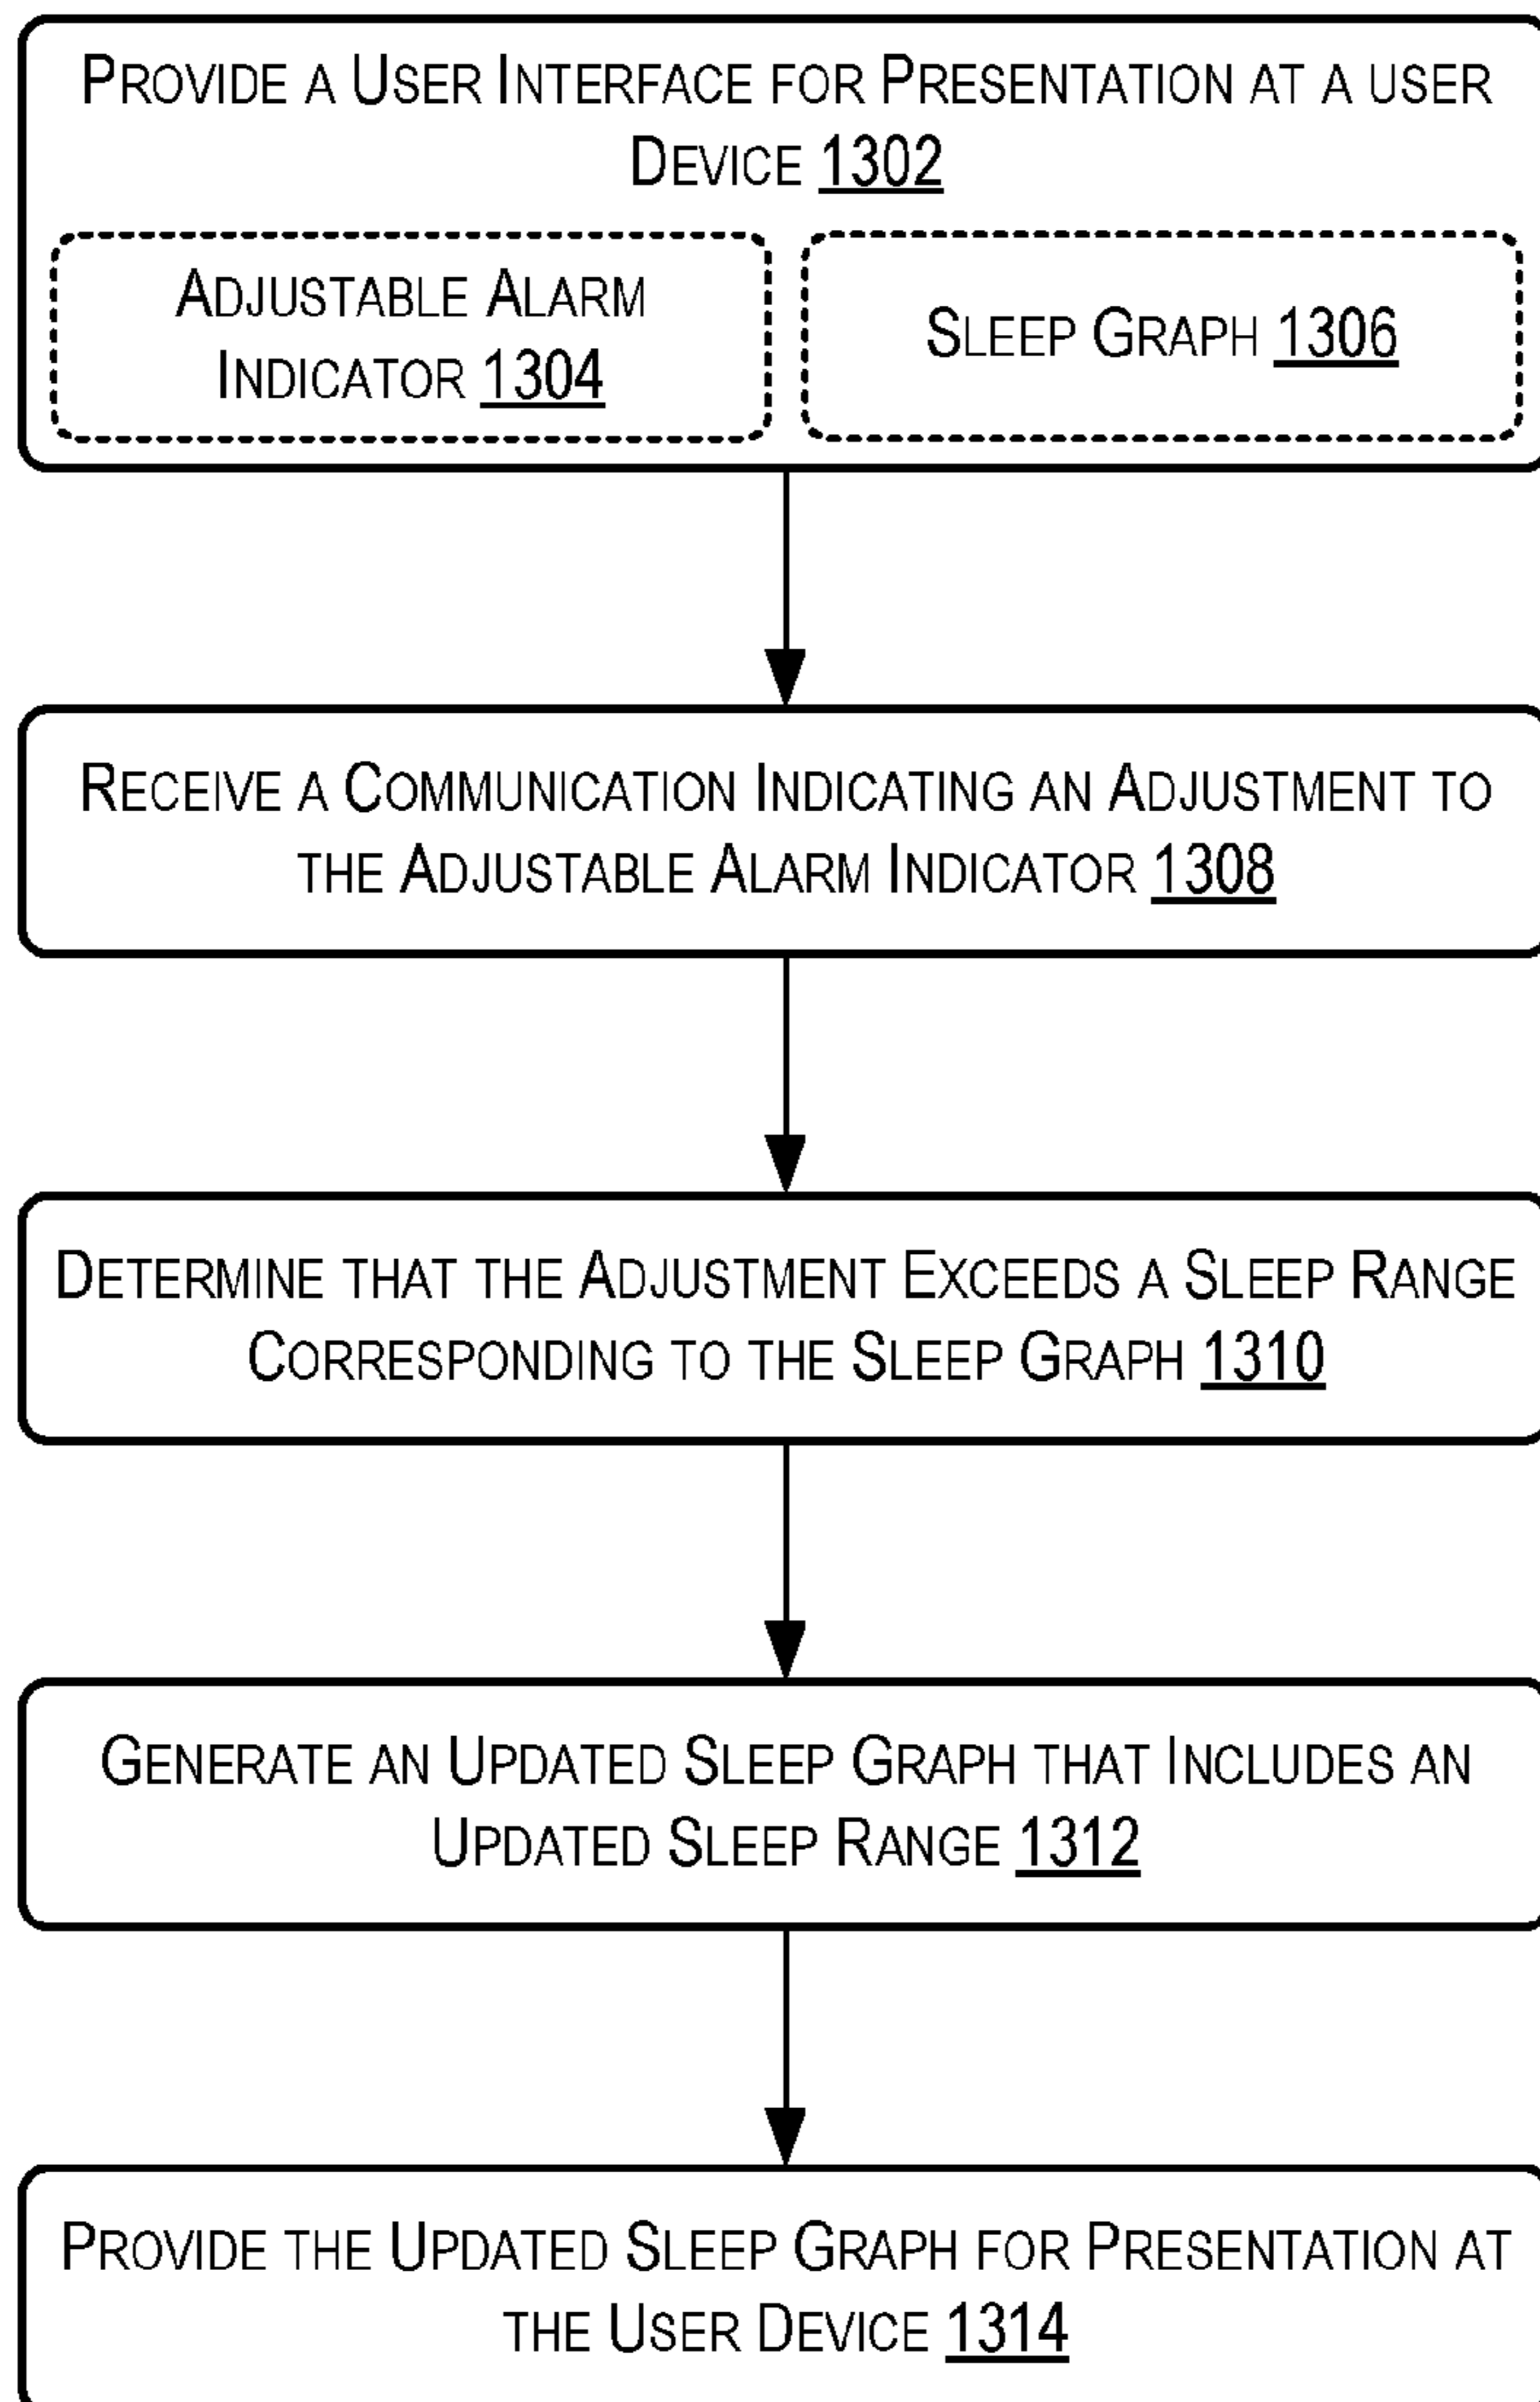 PROVIDE A USER INTERFACE FOR PRESENTATION AT A USER
DEVICE 1302
ADJUSTABLE ALARM
INDICATOR 1304
SLEEP GRAPH 1306
RECEIVE A COMMUNICATION INDICATING AN ADJUSTMENT TO
THE ADJUSTABLE ALARM INDICATOR 1308
DETERMINE THAT THE ADJUSTMENT EXCEEDS A SLEEP RANGE
CORRESPONDING TO THE SLEEP GRAPH 1310
GENERATE AN UPDATED SLEEP GRAPH THAT INCLUDES AN
UPDATED SLEEP RANGE 1312
PROVIDE THE UPDATED SLEEP GRAPH FOR PRESENTATION AT
THE USER DEVICE 1314